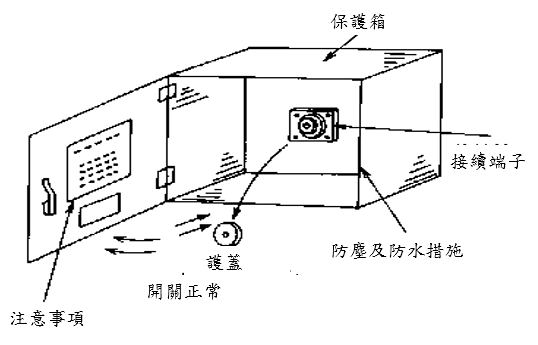 保護箱
接續端子
防塵及防水措施
護蓋
開關正常
注意事項